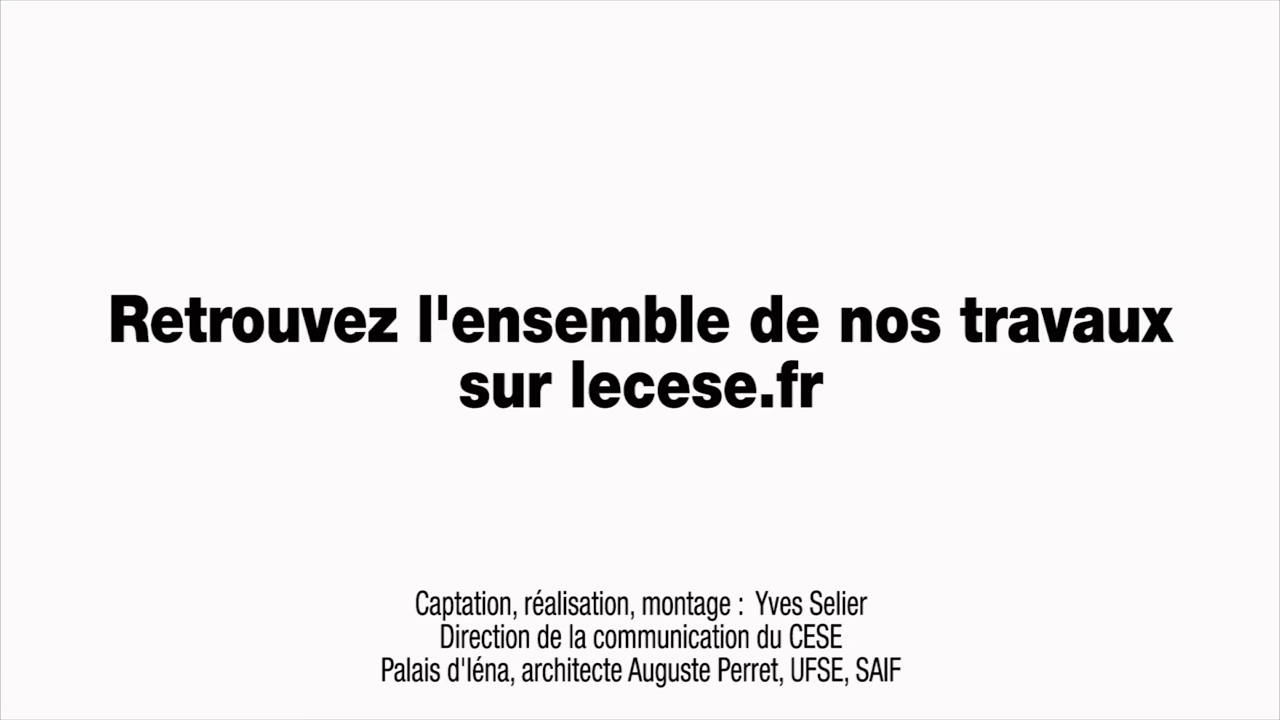 Retrouvez l'ensemble de nos travaux
sur lecese.fr
Captation, réalisation, montage : Yves Selier
Direction de la communication du CESE
Palais d'Iéna, architecte Auguste Perret, UFSE, SAIF